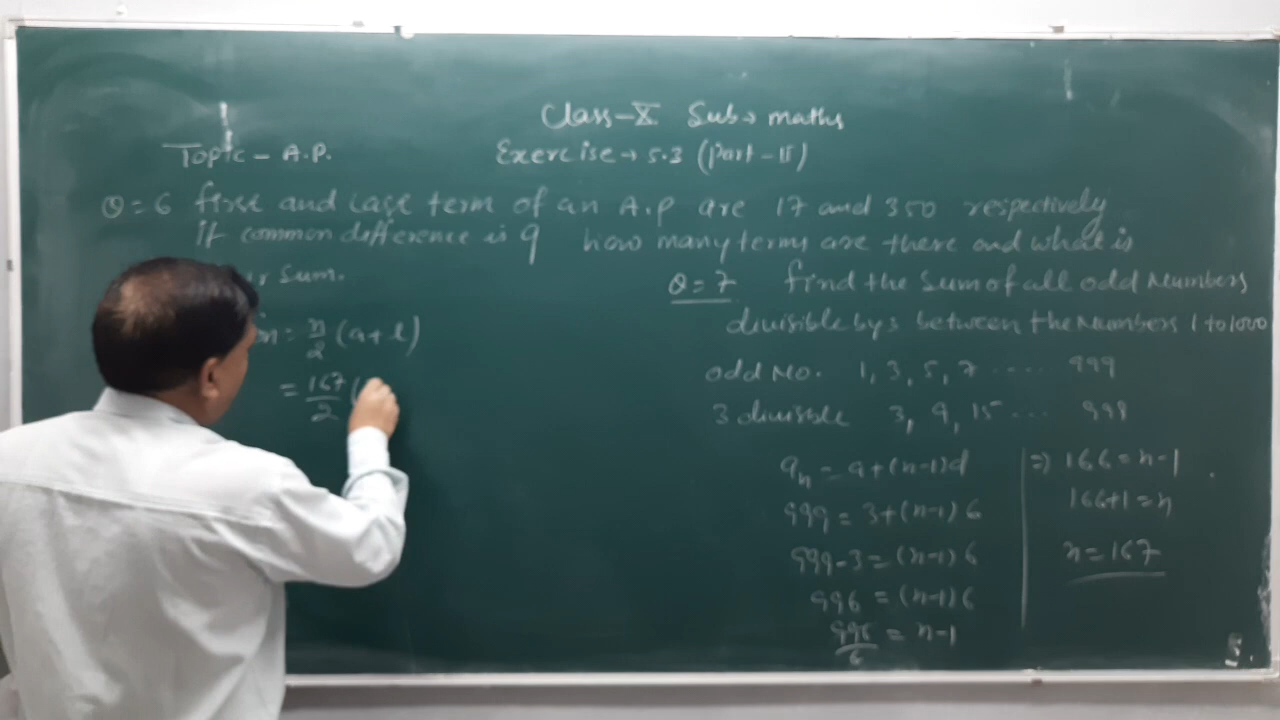 Class-X Sub→ maths
Topic - A.P.
Exercise → 5.3 (Part-II)
Q=6 first and last term of an A.P are 17 and 350 respectively
If common difference is 9 how many terms are there and what is
sum.
= n/2 (a+l)
= 167/2 (
Q=7 find the sum of all odd Numbers
divisible by 3 between the Numbers 1 to 1000
odd No. 1, 3, 5, 7 .... 999
3 divisible 3, 9, 15 ... 999
an = a+(n-1)d
999 = 3+(n-1)6
999-3=(n-1)6
996 = (n-1)6
996/6 = n-1
⇒ 166=n-1
166+1=n
n=167